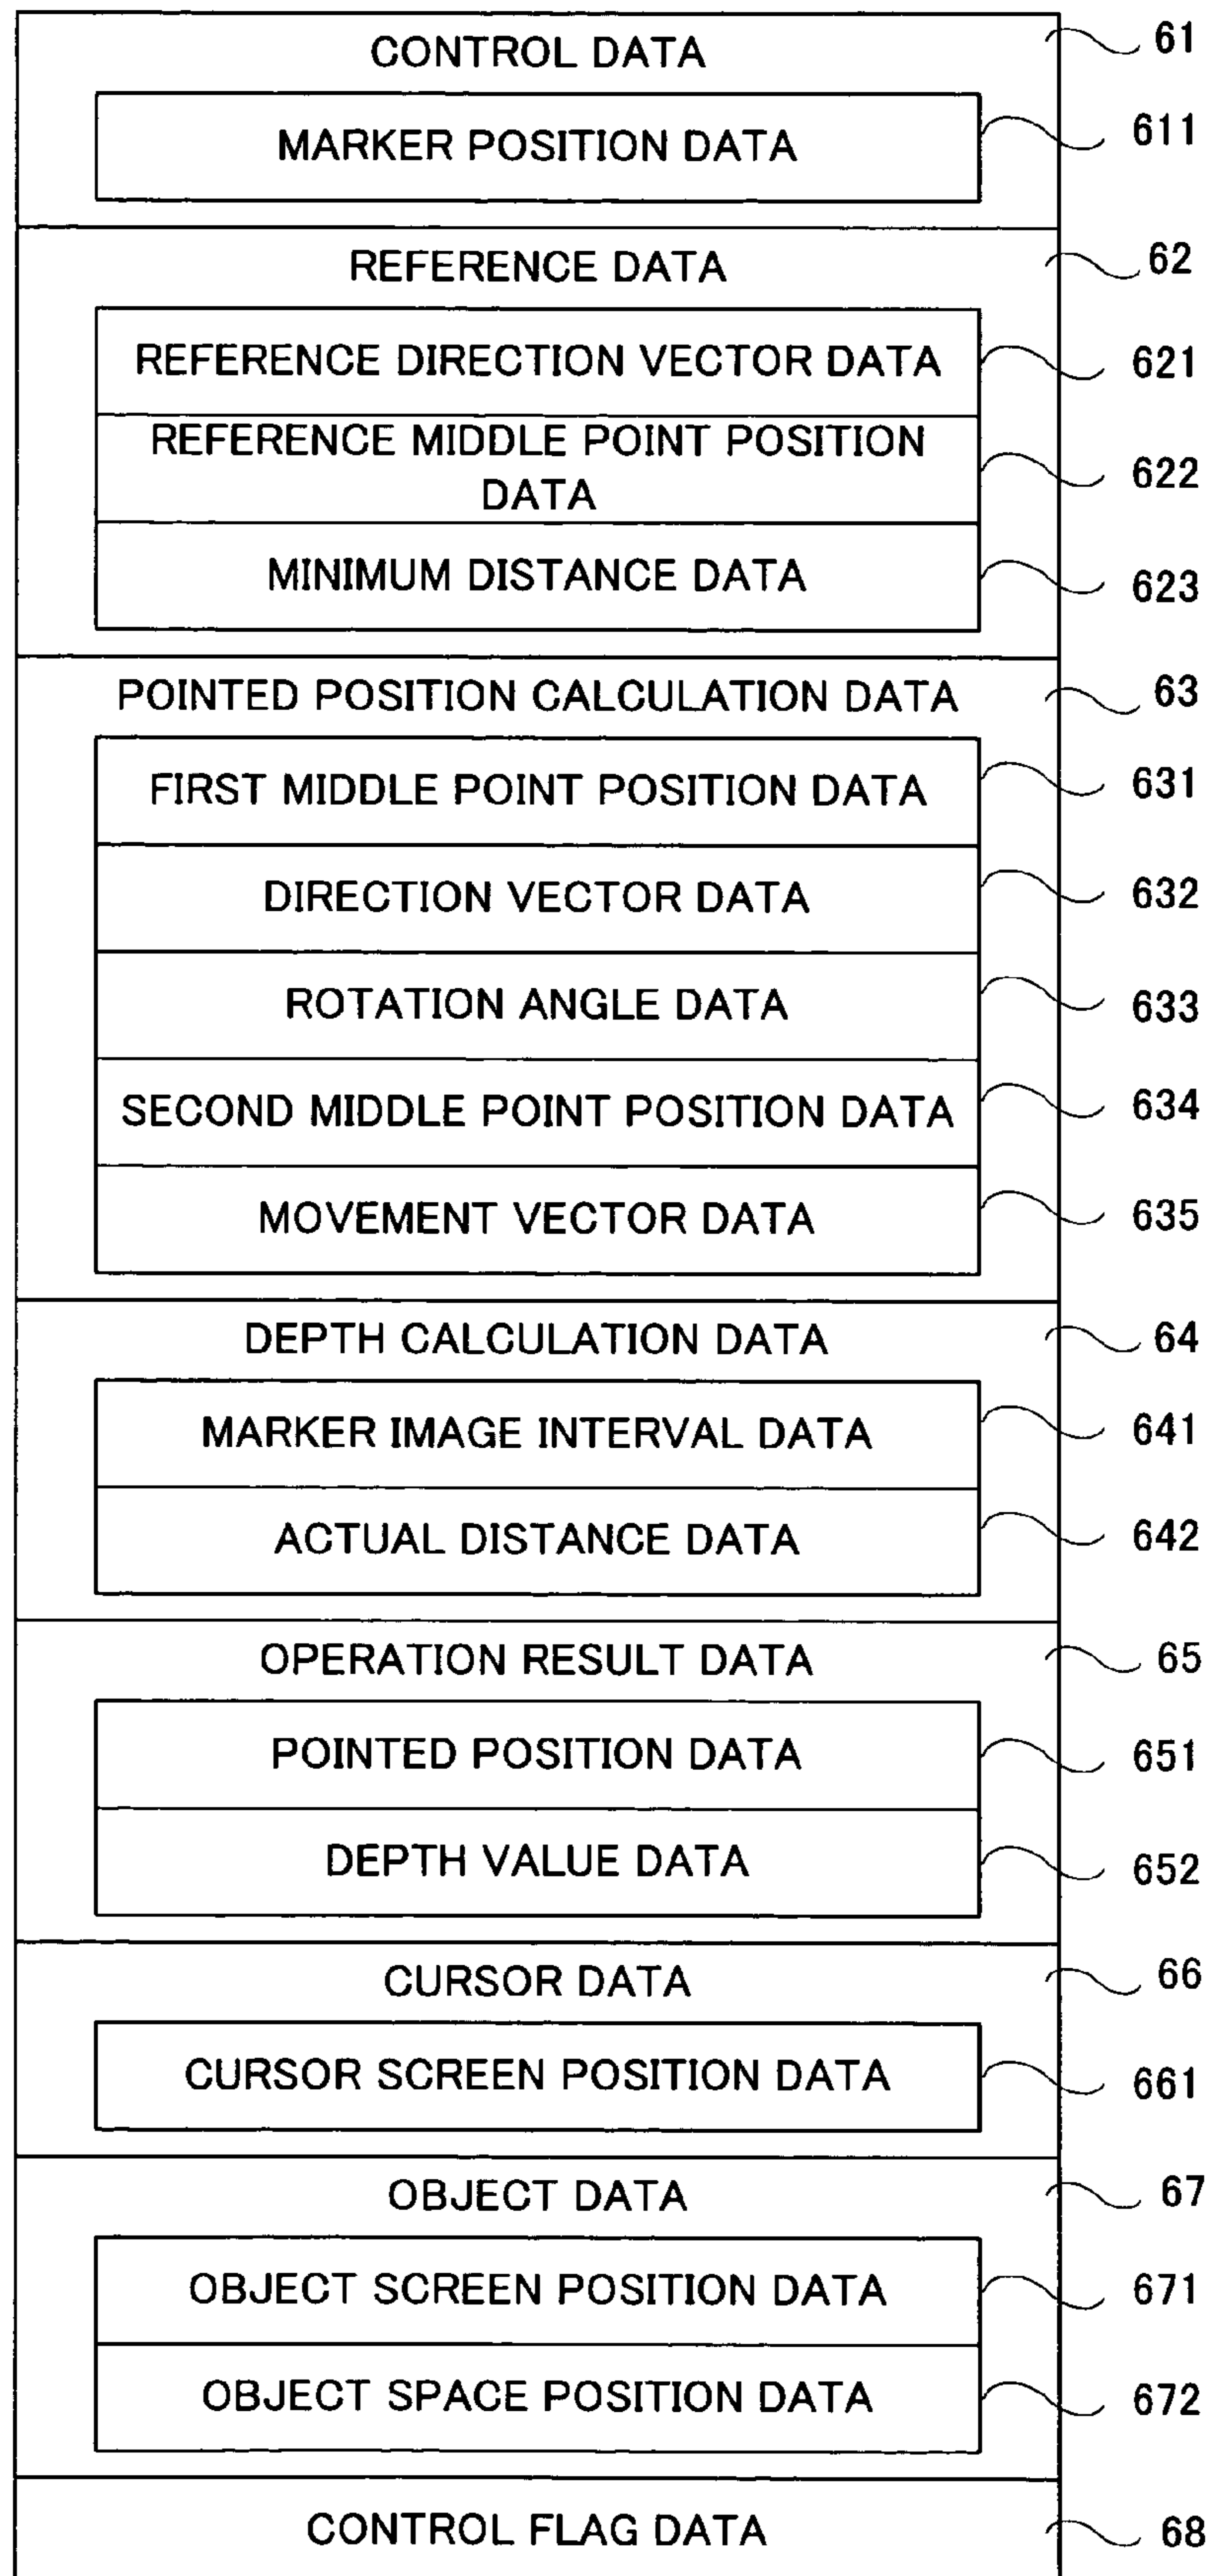 CONTROL DATA 61
MARKER POSITION DATA 611
REFERENCE DATA 62
REFERENCE DIRECTION VECTOR DATA 621
REFERENCE MIDDLE POINT POSITION
DATA 622
MINIMUM DISTANCE DATA 623
POINTED POSITION CALCULATION DATA 63
FIRST MIDDLE POINT POSITION DATA 631
DIRECTION VECTOR DATA 632
ROTATION ANGLE DATA 633
SECOND MIDDLE POINT POSITION DATA 634
MOVEMENT VECTOR DATA 635
DEPTH CALCULATION DATA 64
MARKER IMAGE INTERVAL DATA 641
ACTUAL DISTANCE DATA 642
OPERATION RESULT DATA 65
POINTED POSITION DATA 651
DEPTH VALUE DATA 652
CURSOR DATA 66
CURSOR SCREEN POSITION DATA 661
OBJECT DATA 67
OBJECT SCREEN POSITION DATA 671
OBJECT SPACE POSITION DATA 672
CONTROL FLAG DATA 68